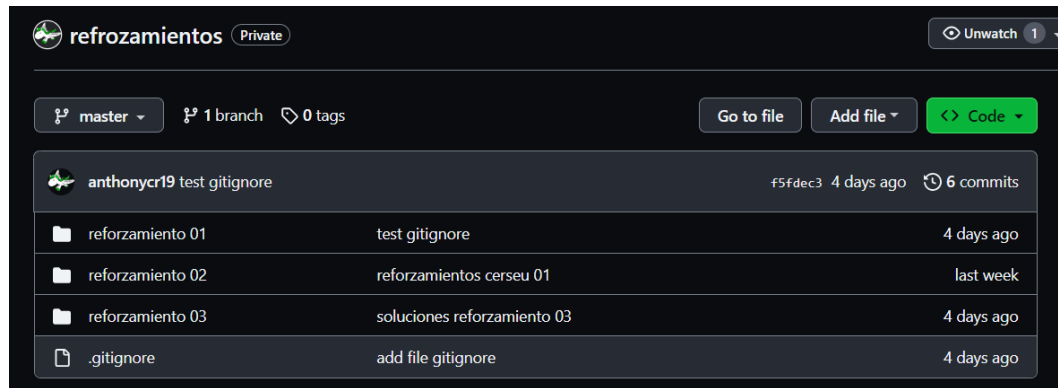 refrozamientos Private Unwatch 1
master 1 branch 0 tags Go to file Add file Code
anthonycr19 test gitignore f5fdec3 4 days ago 6 commits
reforzamiento 01 test gitignore 4 days ago
reforzamiento 02 reforzamientos cerseu 01 last week
reforzamiento 03 soluciones reforzamiento 03 4 days ago
.gitignore add file gitignore 4 days ago